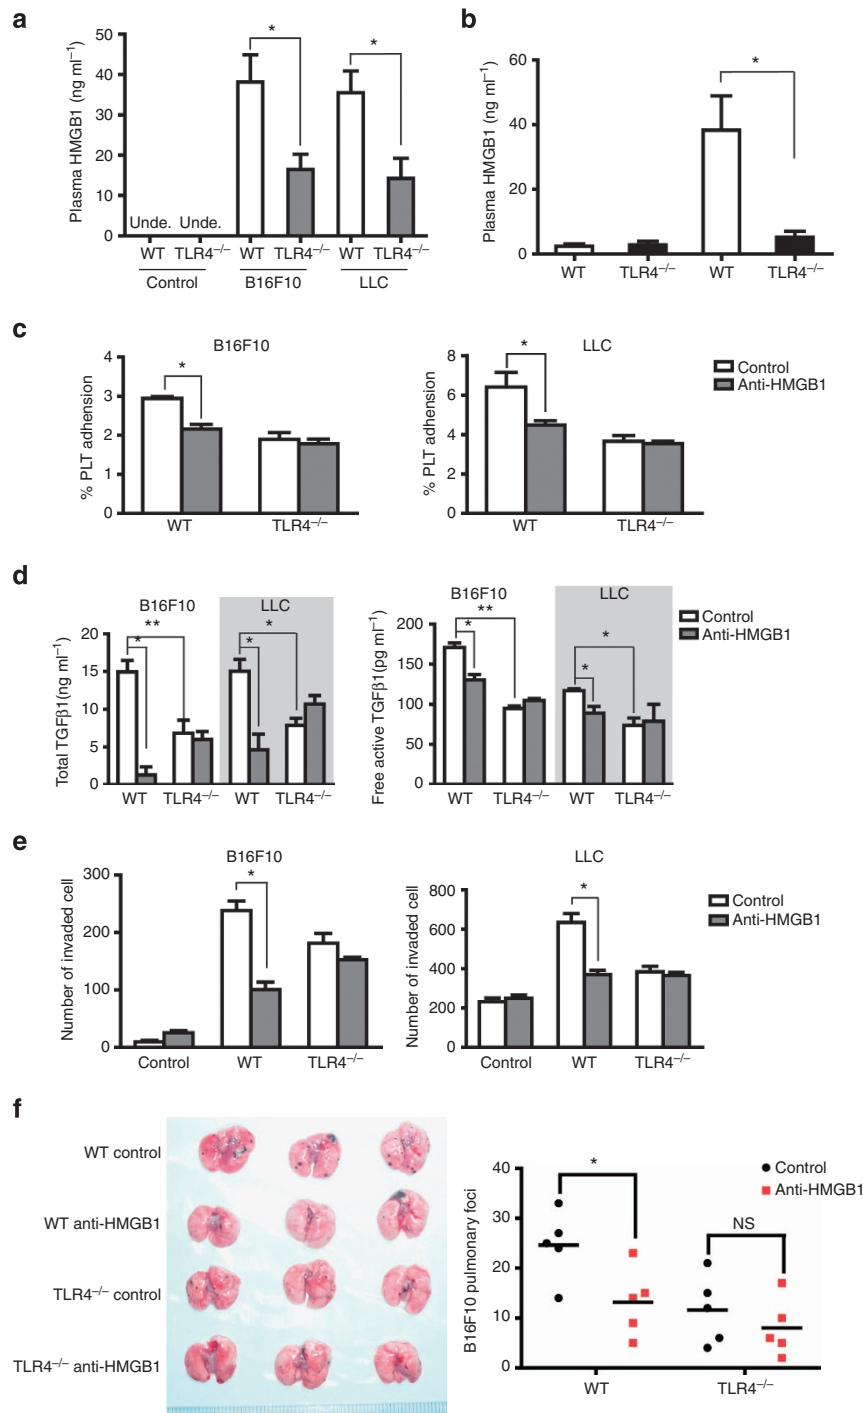 a
Plasma HMGB1 (ng ml−1)
50
40
30
20
10
0
*
*
Unde. Unde.
WT TLR4−/− WT TLR4−/− WT TLR4−/−
Control B16F10 LLC
b
Plasma HMGB1 (ng ml−1)
60
40
20
0
*
WT TLR4−/− WT TLR4−/−
c
B16F10
% PLT adhension
4
3
2
1
0
*
WT TLR4−/−
LLC
% PLT adhension
8
6
4
2
0
*
WT TLR4−/−
Control
Anti-HMGB1
d
B16F10 LLC
Total TGFβ1(ng ml−1)
20
15
10
5
0
**
*
*
*
WT TLR4−/− WT TLR4−/−
B16F10 LLC
Free active TGFβ1(pg ml−1)
200
150
100
50
0
**
*
*
*
WT TLR4−/− WT TLR4−/−
Control
Anti-HMGB1
e
B16F10
Number of invaded cell
300
200
100
0
*
Control WT TLR4−/−
LLC
Number of invaded cell
800
600
400
200
0
*
Control WT TLR4−/−
Control
Anti-HMGB1
f
WT control
WT anti-HMGB1
TLR4−/− control
TLR4−/− anti-HMGB1
B16F10 pulmonary foci
40
30
20
10
0
*
NS
WT TLR4−/−
Control
Anti-HMGB1